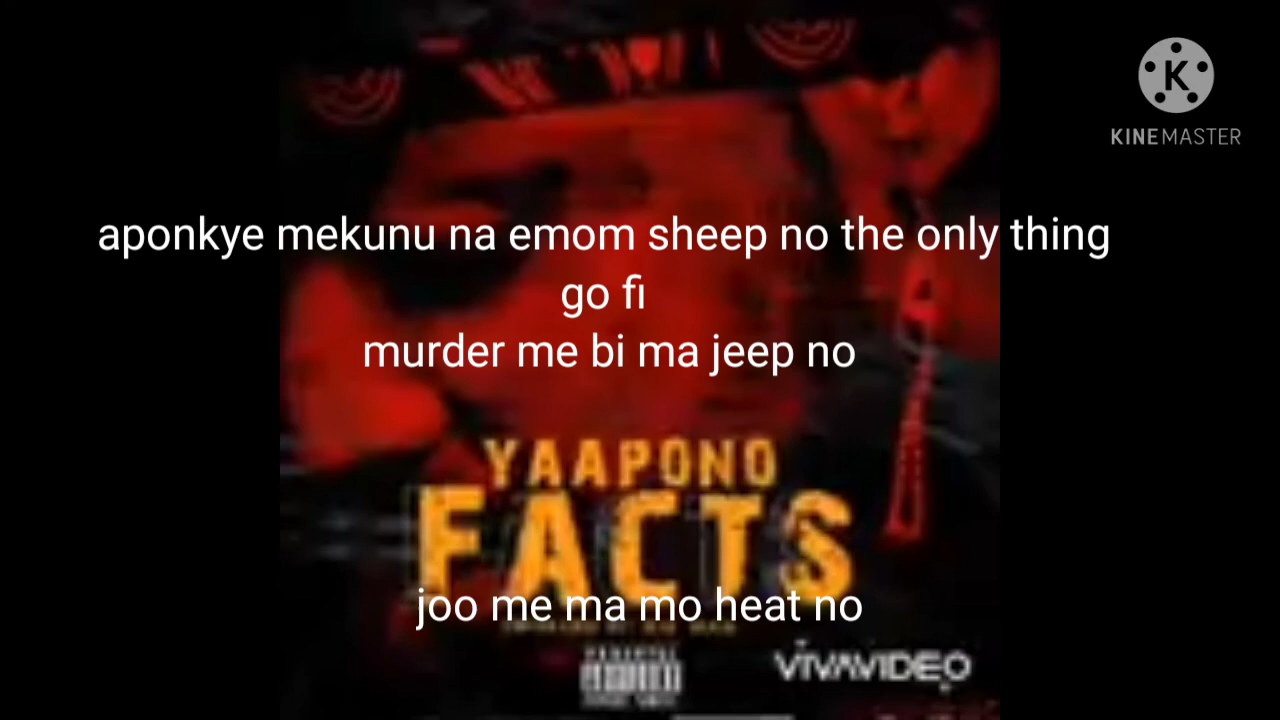 KINEMASTER
aponkye mekunu na emom sheep no the only thing
go fi
murder me bi ma jeep no
YAAPONO
FACTS
joo me ma mo heat no
VIVAVIDEO